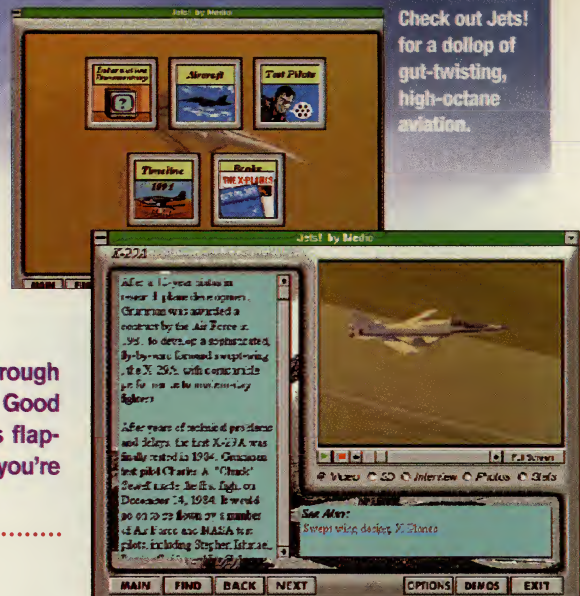 Jets! by Medio
Check out Jets!
for a dollop of
gut-twisting,
high-octane
aviation.
Interactive
Documentary
Aircraft
Test Pilots
Timeline
Books
THE X-PLANES
MAIN
Jets! by Medio
X-29A
After a 10-year hiatus in
research plane development,
Grumman was awarded a
contract by the Air Force in
to develop a sophisticated,
fly-by-wire forward swept-wing
the X-29A, with comparable
performance to modern-day
fighters
After years of technical problems
and delays, the first X-29A was
finally tested in 1984. Grumman
test pilot Charles A. "Chuck"
Sewell made the first flight on
December 14, 1984. It would
go on to be flown by a number
of Air Force and NASA test
pilots, including Stephen Ishmael,
Full Screen
Video 3D Interview Photos Stats
See Also:
Swept wing design, X-Planes
MAIN FIND BACK NEXT OPTIONS DEMOS EXIT
rough
Good
s flap-
you're